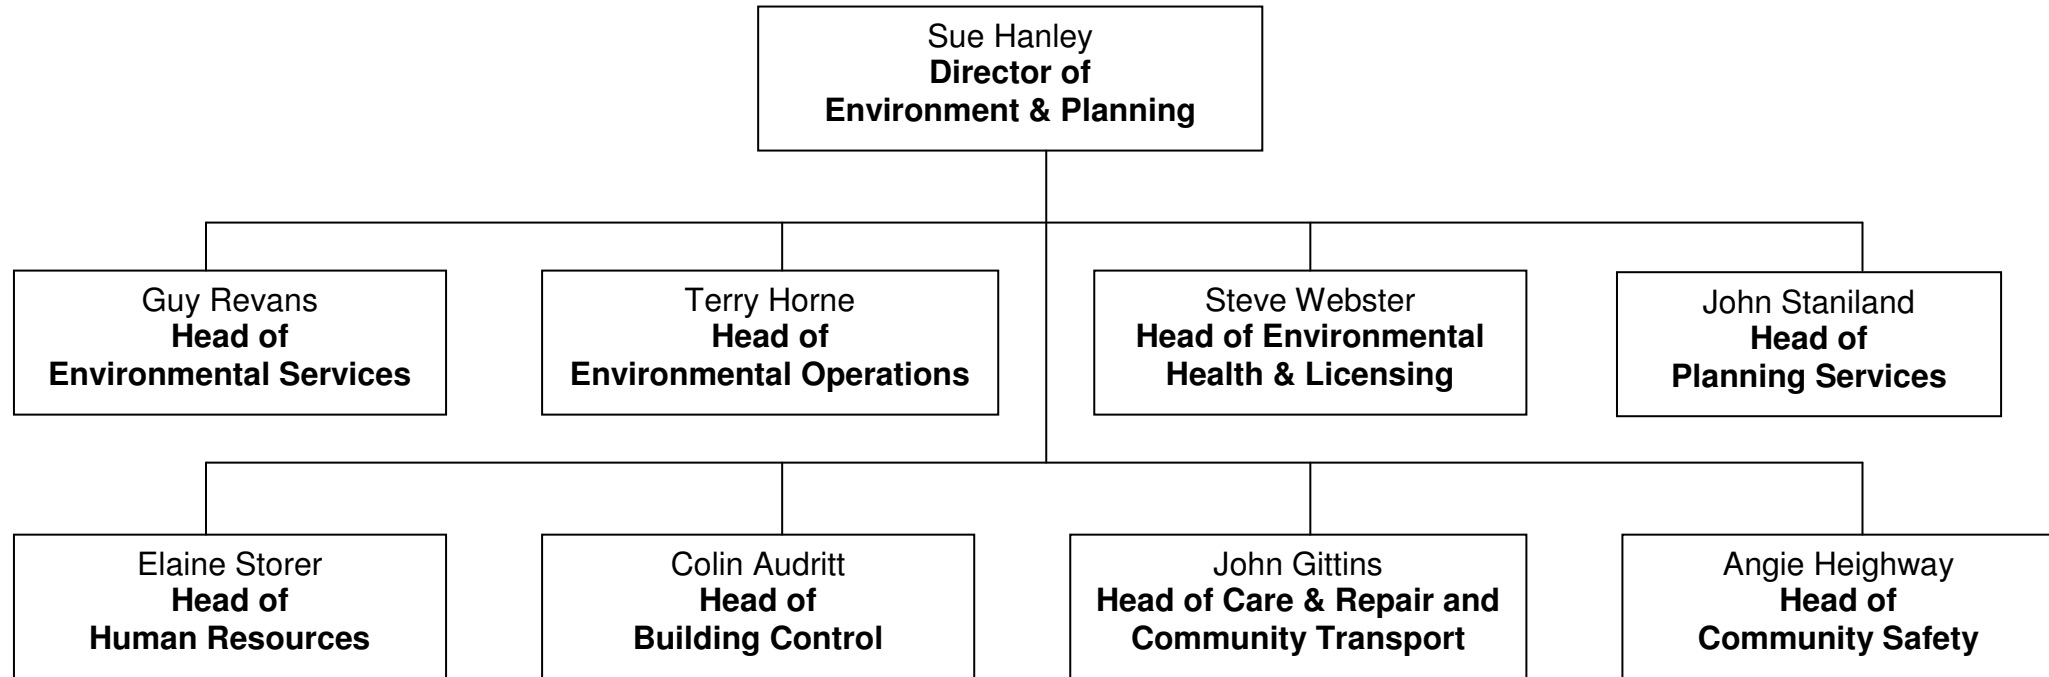 Sue Hanley
Director of
Environment & Planning
Guy Revans
Head of
Environmental Services
Terry Horne
Head of
Environmental Operations
Steve Webster
Head of Environmental
Health & Licensing
John Staniland
Head of
Planning Services
Elaine Storer
Head of
Human Resources
Colin Audritt
Head of
Building Control
John Gittins
Head of Care & Repair and
Community Transport
Angie Heighway
Head of
Community Safety